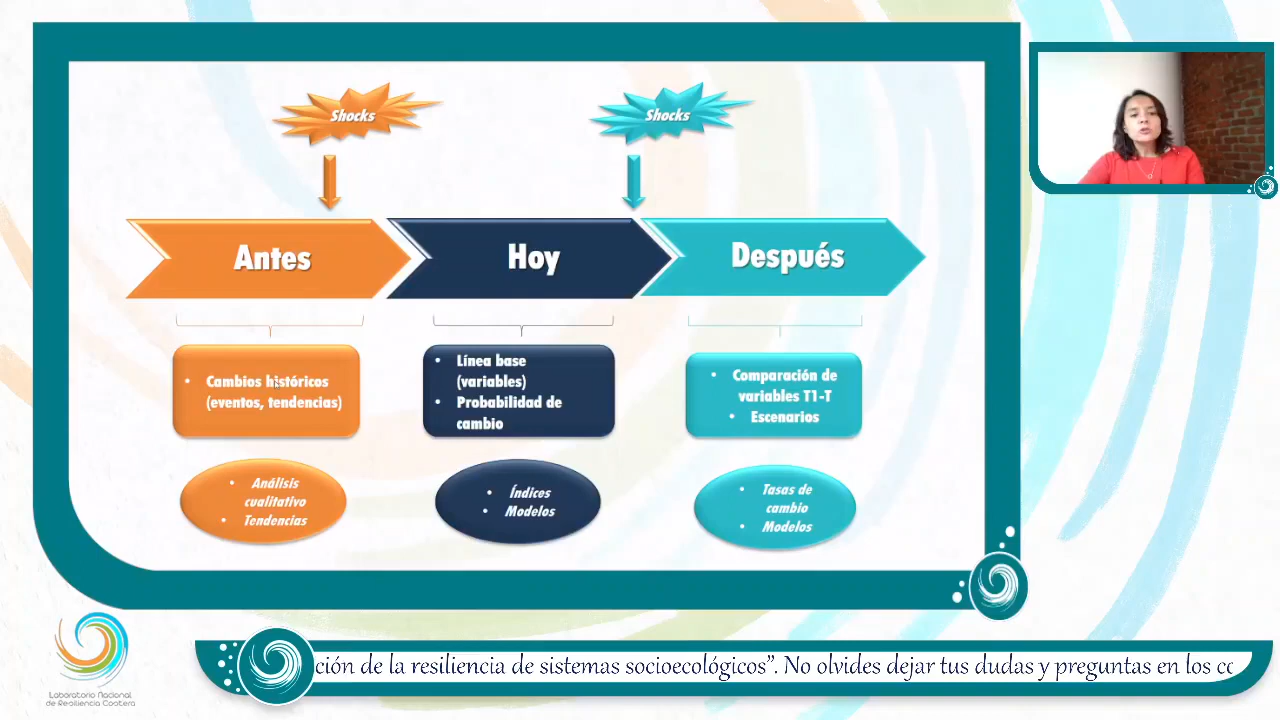 Shocks
Shocks
Antes
Hoy
Después
• Cambios históricos
(eventos, tendencias)
• Línea base
(variables)
• Probabilidad de
cambio
• Comparación de
variables T1-T
• Escenarios
• Análisis
cualitativo
• Tendencias
• Índices
• Modelos
• Tasas de
cambio
• Modelos
Laboratorio Nacional
de Resiliencia Costera
ción de la resiliencia de sistemas socioecológicos”. No olvides dejar tus dudas y preguntas en los